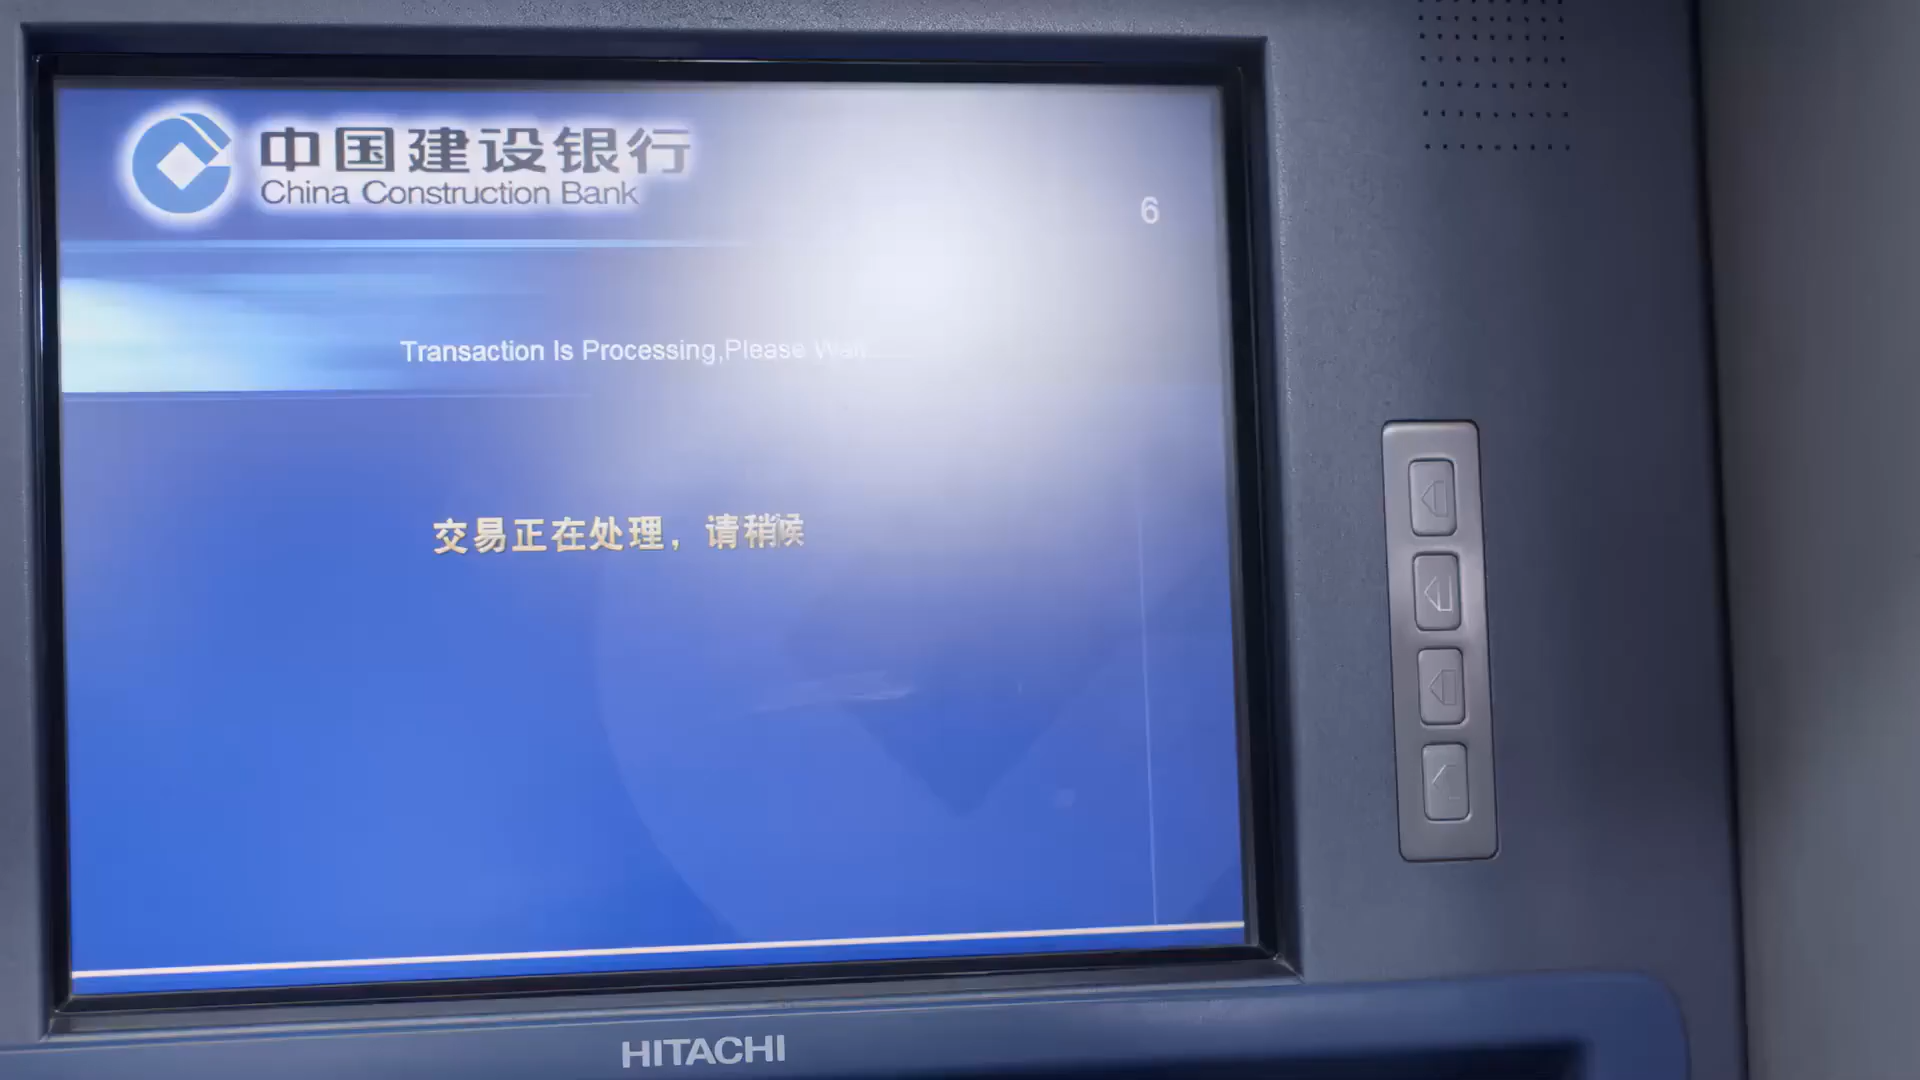 中国建设银行
China Construction Bank
6
Transaction Is Processing,Please Wait......
交易正在处理，请稍候
HITACHI